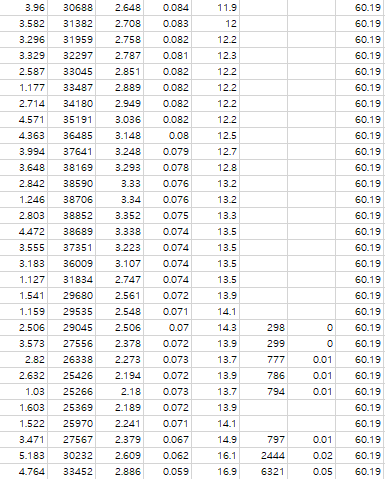 3.96 30688 2.648 0.084 11.9 60.19
3.582 31382 2.708 0.083 12 60.19
3.296 31959 2.758 0.082 12.2 60.19
3.329 32297 2.787 0.081 12.3 60.19
2.587 33045 2.851 0.082 12.2 60.19
1.177 33487 2.889 0.082 12.2 60.19
2.714 34180 2.949 0.082 12.2 60.19
4.571 35191 3.036 0.082 12.2 60.19
4.363 36485 3.148 0.08 12.5 60.19
3.994 37641 3.248 0.079 12.7 60.19
3.648 38169 3.293 0.078 12.8 60.19
2.842 38590 3.33 0.076 13.2 60.19
1.246 38706 3.34 0.076 13.2 60.19
2.803 38852 3.352 0.075 13.3 60.19
4.472 38689 3.338 0.074 13.5 60.19
3.555 37351 3.223 0.074 13.5 60.19
3.183 36009 3.107 0.074 13.5 60.19
1.127 31834 2.747 0.074 13.5 60.19
1.541 29680 2.561 0.072 13.9 60.19
1.159 29535 2.548 0.071 14.1 60.19
2.506 29045 2.506 0.07 14.3 298 0 60.19
3.573 27556 2.378 0.072 13.9 299 0 60.19
2.82 26338 2.273 0.073 13.7 777 0.01 60.19
2.632 25426 2.194 0.072 13.9 786 0.01 60.19
1.03 25266 2.18 0.073 13.7 794 0.01 60.19
1.603 25369 2.189 0.072 13.9 60.19
1.522 25970 2.241 0.071 14.1 60.19
3.471 27567 2.379 0.067 14.9 797 0.01 60.19
5.183 30232 2.609 0.062 16.1 2444 0.02 60.19
4.764 33452 2.886 0.059 16.9 6321 0.05 60.19